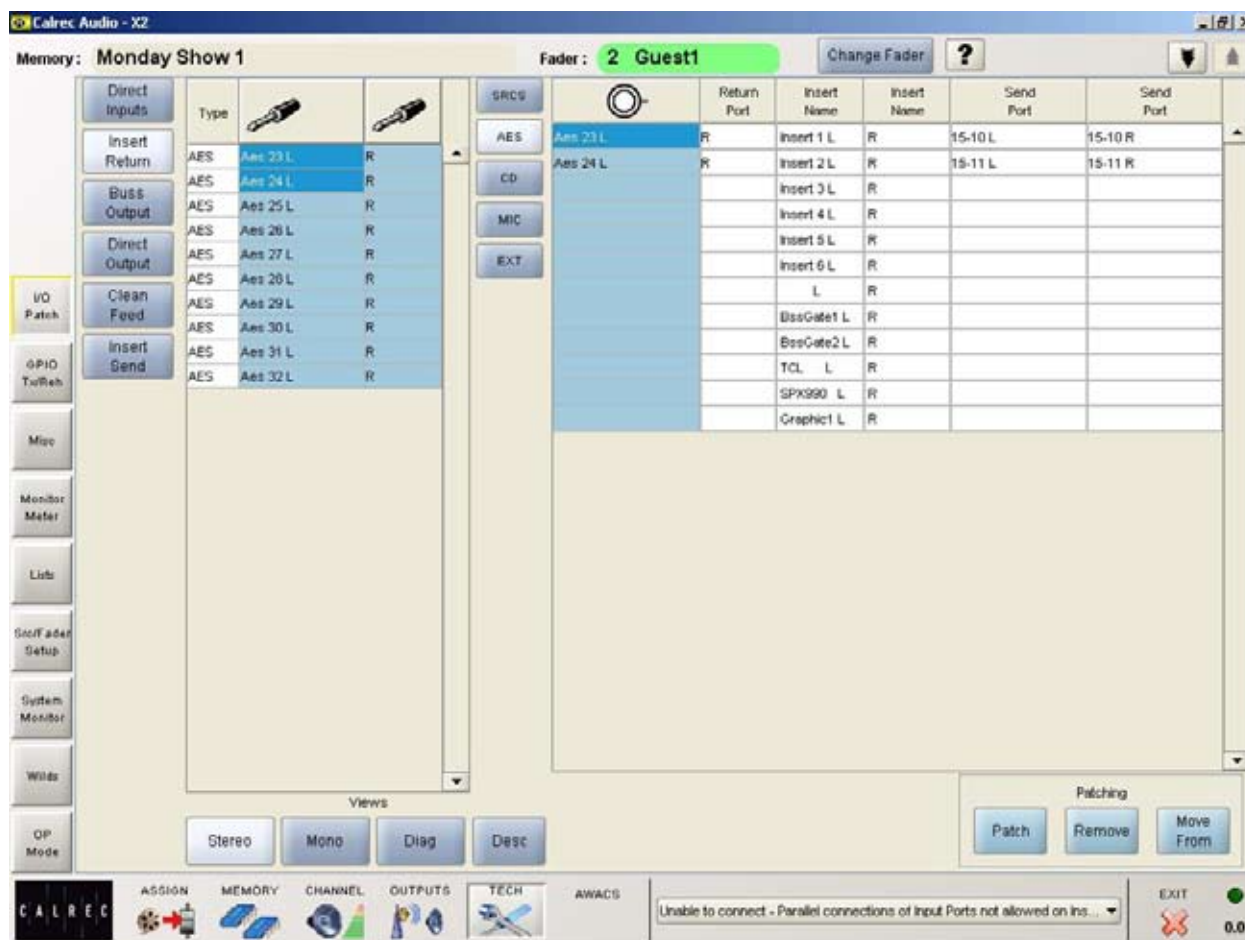 Calrec Audio - X2
Memory: Monday Show 1 Fader: 2 Guest1 Change Fader ?
Direct Inputs
Insert Return
Buss Output
Direct Output
Clean Feed
Insert Send
I/O Patch
GPIO Tx/Reh
Misc
Monitor Meter
Lists
Src/Fader Setup
System Monitor
Wilds
OP Mode
Type
AES Aes 23 L R
AES Aes 24 L R
AES Aes 25 L R
AES Aes 26 L R
AES Aes 27 L R
AES Aes 28 L R
AES Aes 29 L R
AES Aes 30 L R
AES Aes 31 L R
AES Aes 32 L R
SRCS
AES
CD
MIC
EXT
Return Port Insert Name Insert Name Send Port Send Port
Aes 23 L R Insert 1 L R 15-10 L 15-10 R
Aes 24 L R Insert 2 L R 15-11 L 15-11 R
Insert 3 L R
Insert 4 L R
Insert 5 L R
Insert 6 L R
L R
BssGate1 L R
BssGate2 L R
TCL L R
SPX990 L R
Graphic1 L R
Views
Stereo Mono Diag Desc
Patching
Patch Remove Move From
CALREC ASSIGN MEMORY CHANNEL OUTPUTS TECH AWACS
Unable to connect - Parallel connections of Input Ports not allowed on Ins...
EXIT
0.0